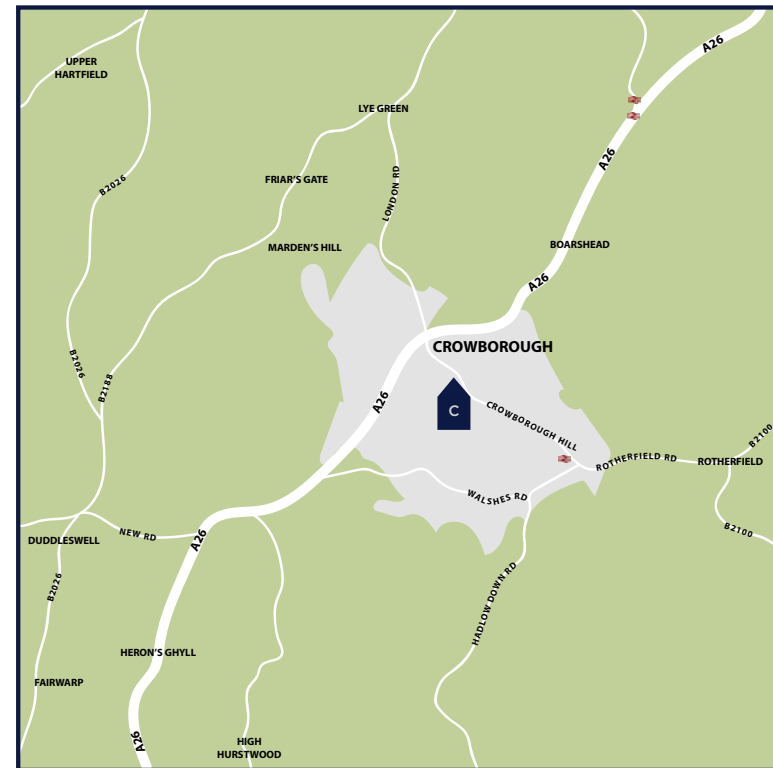 A26
UPPER
HARTFIELD
LYE GREEN
A26
FRIAR'S GATE
B2026
LONDON RD
MARDEN'S HILL
BOARSHEAD
A26
CROWBOROUGH
B2026
B2188
A26
C
CROWBOROUGH HILL
B2100
ROTHERFIELD RD
ROTHERFIELD
WALSHES RD
B2100
NEW RD
DUDDLESWELL
A26
B2026
HADLOW DOWN RD
HERON'S GHYLL
FAIRWARP
A26
HIGH
HURSTWOOD